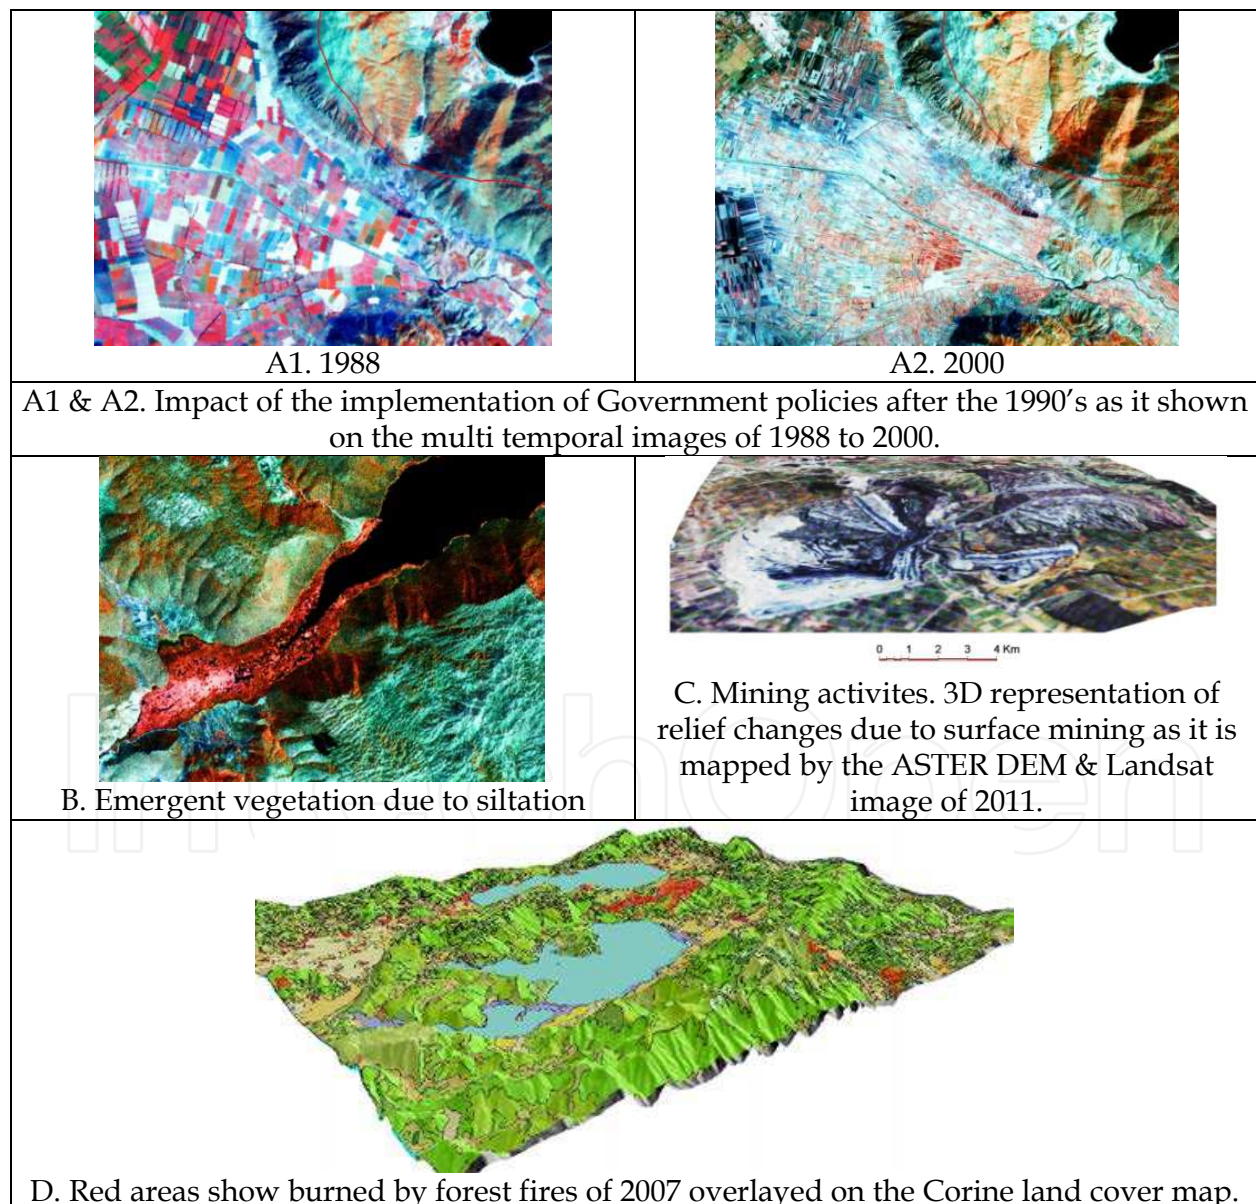 A1. 1988
A2. 2000
A1 & A2. Impact of the implementation of Government policies after the 1990's as it shown
on the multi temporal images of 1988 to 2000.
B. Emergent vegetation due to siltation
0 1 2 3 4 Km
C. Mining activites. 3D representation of
relief changes due to surface mining as it is
mapped by the ASTER DEM & Landsat
image of 2011.
InTechOpen
D. Red areas show burned by forest fires of 2007 overlayed on the Corine land cover map.